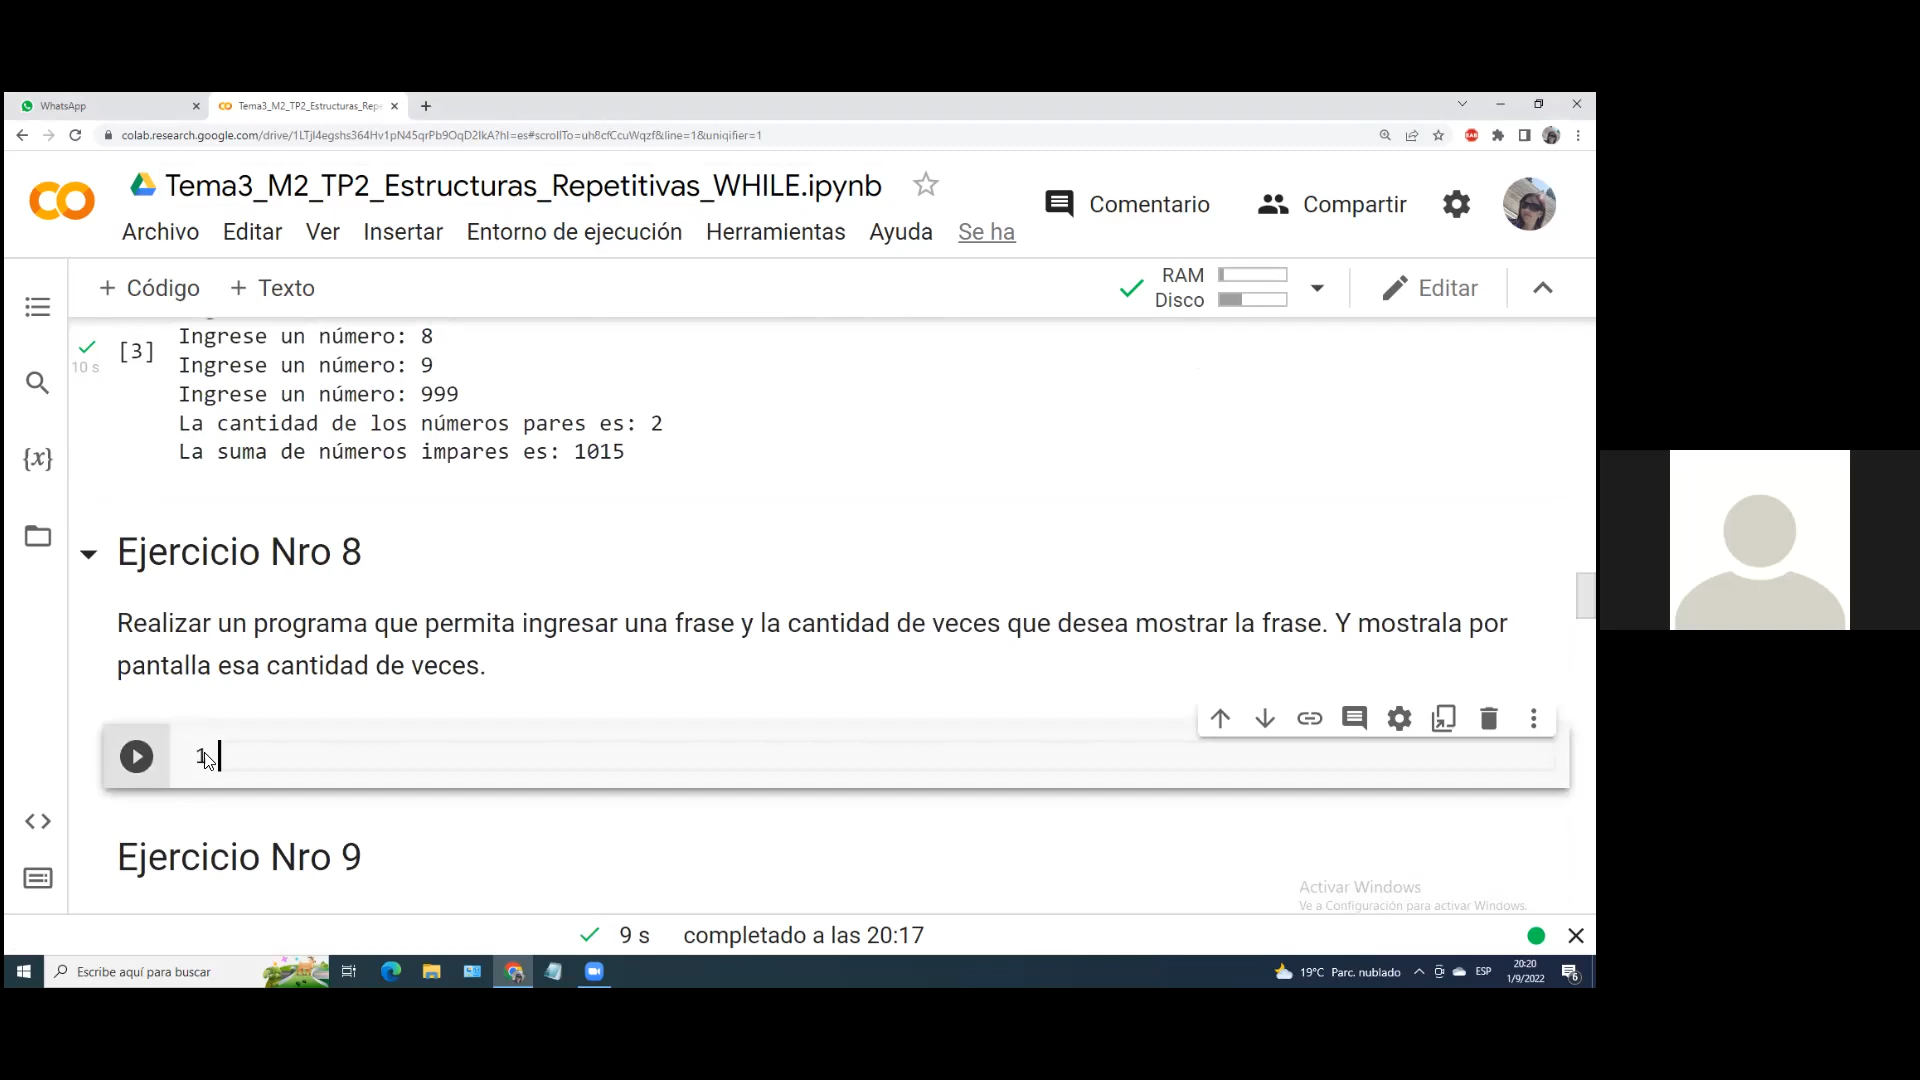 WhatsApp
Tema3_M2_TP2_Estructuras_Repe
colab.research.google.com/drive/1LTjl4egshs364Hv1pN45qrPb9OqD2lkA?hl=es#scrollTo=uh8cfCcuWqzf&line=1&uniqifier=1
Tema3_M2_TP2_Estructuras_Repetitivas_WHILE.ipynb
Comentario
Compartir
Archivo Editar Ver Insertar Entorno de ejecución Herramientas Ayuda Se ha
+ Código + Texto
RAM
Disco
Editar
Ingrese un número: 8
[3]
10 s
Ingrese un número: 9
Ingrese un número: 999
La cantidad de los números pares es: 2
La suma de números impares es: 1015
Ejercicio Nro 8
Realizar un programa que permita ingresar una frase y la cantidad de veces que desea mostrar la frase. Y mostrala por
pantalla esa cantidad de veces.
1
Ejercicio Nro 9
Activar Windows
Ve a Configuración para activar Windows.
9 s completado a las 20:17
Escribe aquí para buscar
19°C Parc. nublado
ESP
20:20
1/9/2022
6